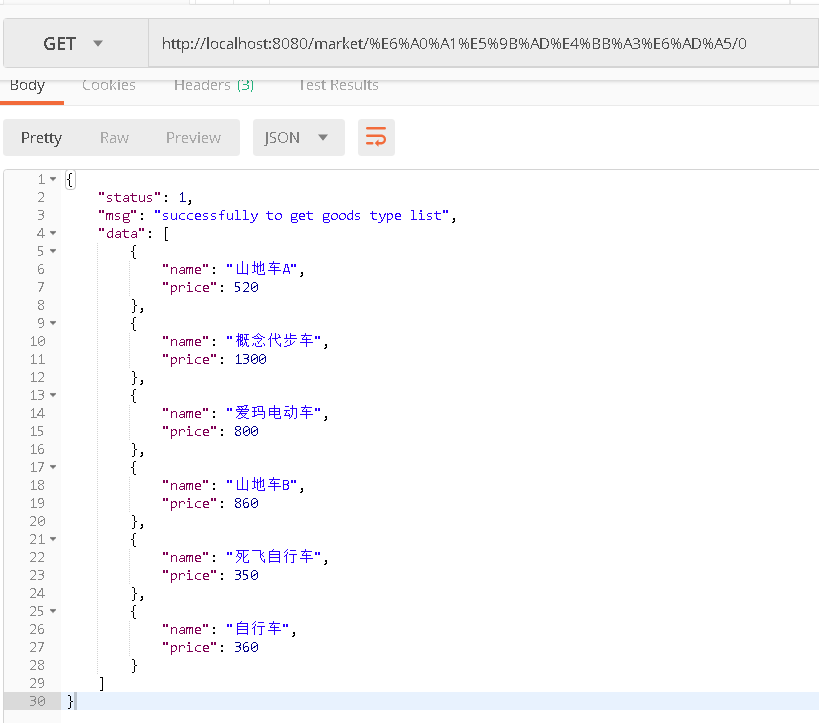 GET http://localhost:8080/market/%E6%A0%A1%E5%9B%AD%E4%BB%A3%E6%AD%A5/0
Body Cookies Headers (3) Test Results
Pretty Raw Preview JSON
1 {
2 "status": 1,
3 "msg": "successfully to get goods type list",
4 "data": [
5 {
6 "name": "山地车A",
7 "price": 520
8 },
9 {
10 "name": "概念代步车",
11 "price": 1300
12 },
13 {
14 "name": "爱玛电动车",
15 "price": 800
16 },
17 {
18 "name": "山地车B",
19 "price": 860
20 },
21 {
22 "name": "死飞自行车",
23 "price": 350
24 },
25 {
26 "name": "自行车",
27 "price": 360
28 }
29 ]
30 }